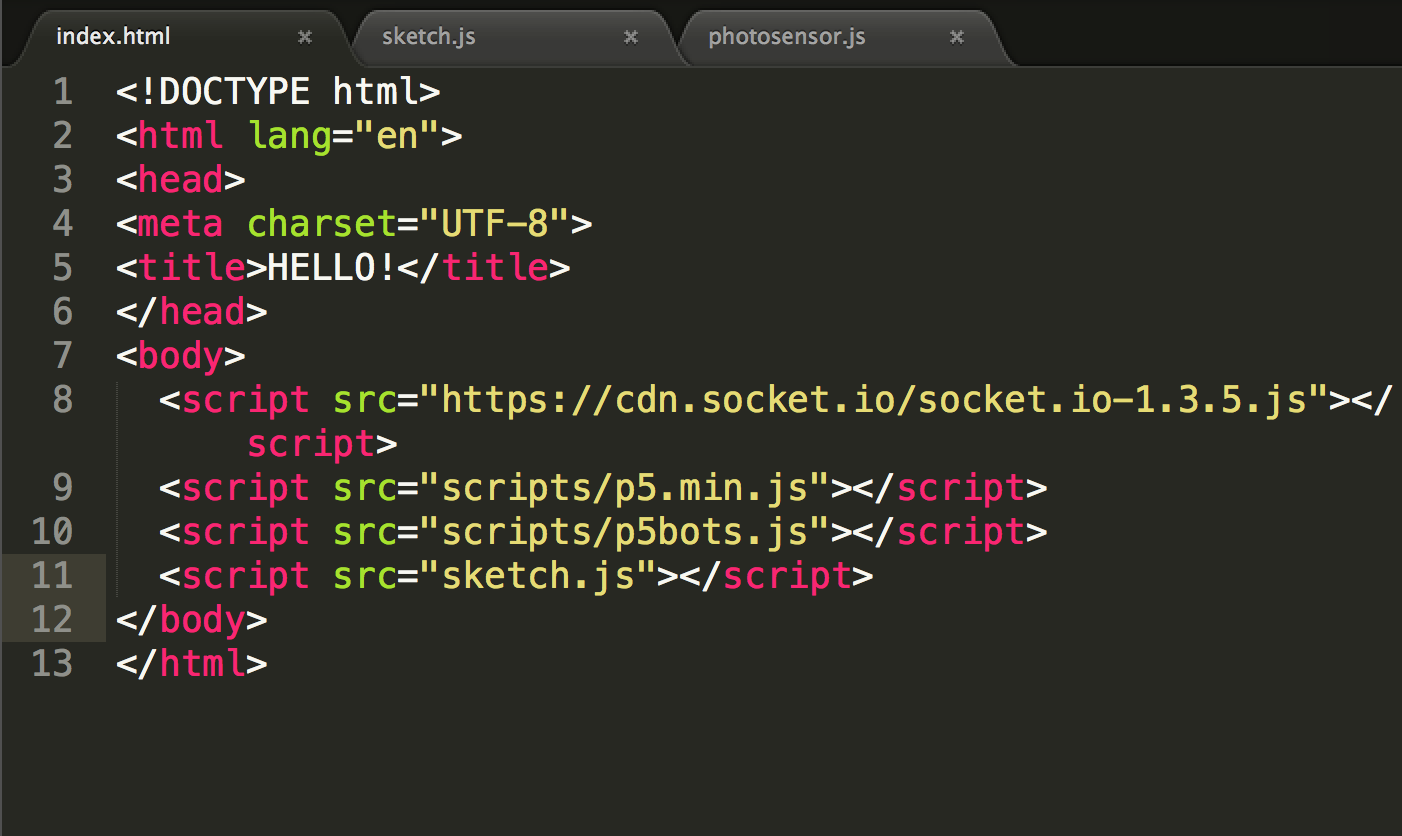 index.html × sketch.js × photosensor.js ×
1 <!DOCTYPE html>
2 <html lang="en">
3 <head>
4 <meta charset="UTF-8">
5 <title>HELLO!</title>
6 </head>
7 <body>
8 <script src="https://cdn.socket.io/socket.io-1.3.5.js"></
script>
9 <script src="scripts/p5.min.js"></script>
10 <script src="scripts/p5bots.js"></script>
11 <script src="sketch.js"></script>
12 </body>
13 </html>